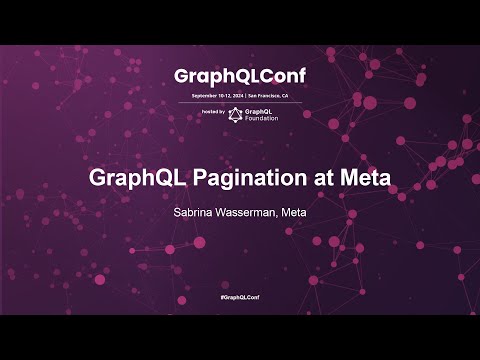 GraphQLConf
September 10-12, 2024 | San Francisco, CA
hosted by GraphQL
Foundation
GraphQL Pagination at Meta
Sabrina Wasserman, Meta
#GraphQLConf